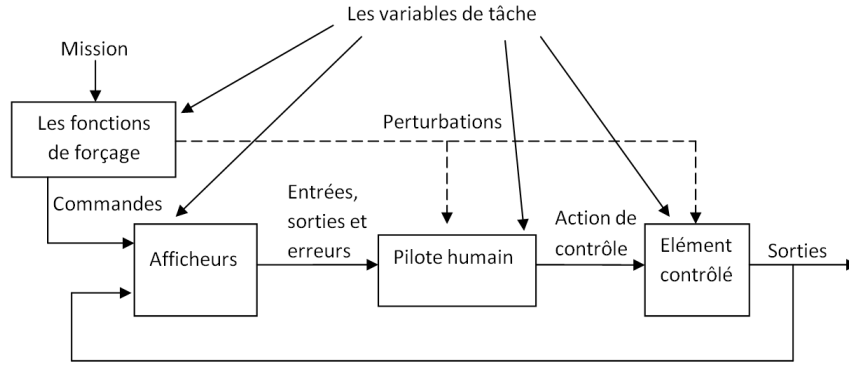 Les variables de tâche
Mission
Les fonctions
de forçage
Perturbations
Commandes
Entrées,
sorties et
erreurs
Action de
contrôle
Afficheurs
Pilote humain
Elément
contrôlé
Sorties